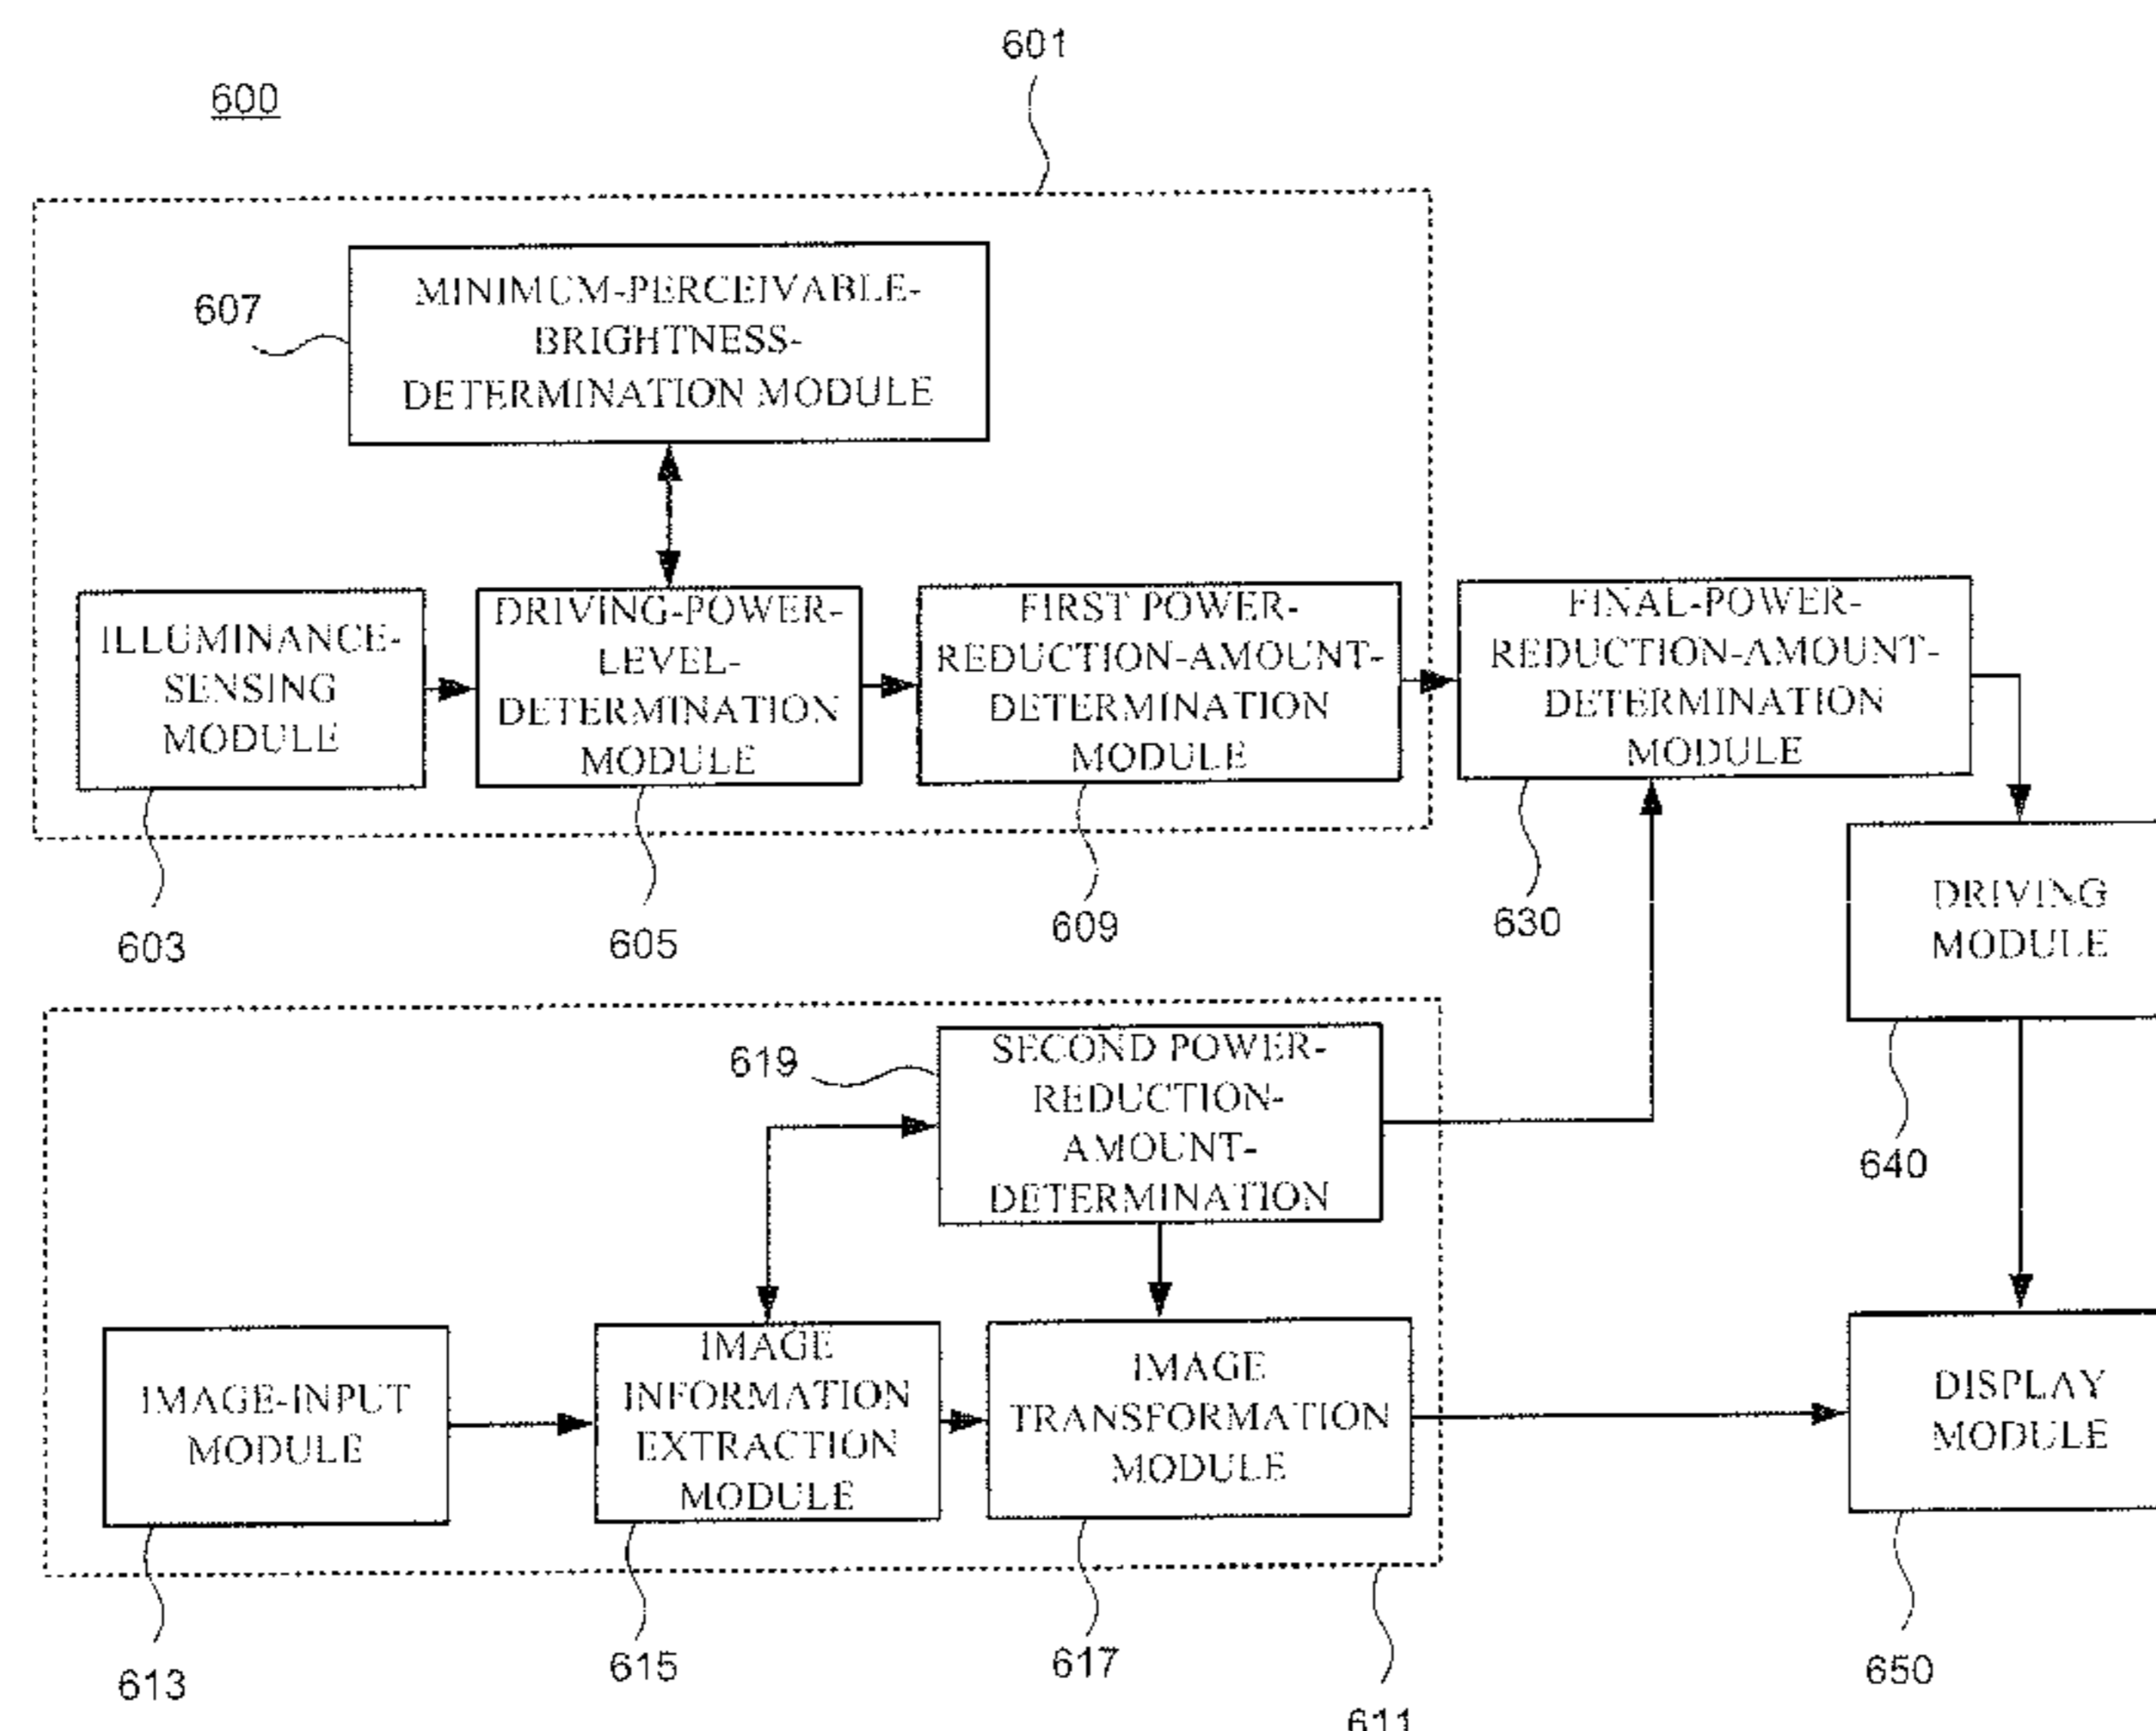 601
600
607
MINIMUM-PERCEIVABLE-
BRIGHTNESS-
DETERMINATION MODULE
ILLUMINANCE-
SENSING
MODULE
DRIVING-POWER-
LEVEL-
DETERMINATION
MODULE
FIRST POWER-
REDUCTION-AMOUNT-
DETERMINATION
MODULE
FINAL-POWER-
REDUCTION-AMOUNT-
DETERMINATION
MODULE
603
605
609
630
DRIVING
MODULE
640
619
SECOND POWER-
REDUCTION-
AMOUNT-
DETERMINATION
IMAGE-INPUT
MODULE
IMAGE
INFORMATION
EXTRACTION
MODULE
IMAGE
TRANSFORMATION
MODULE
DISPLAY
MODULE
613
615
617
611
650